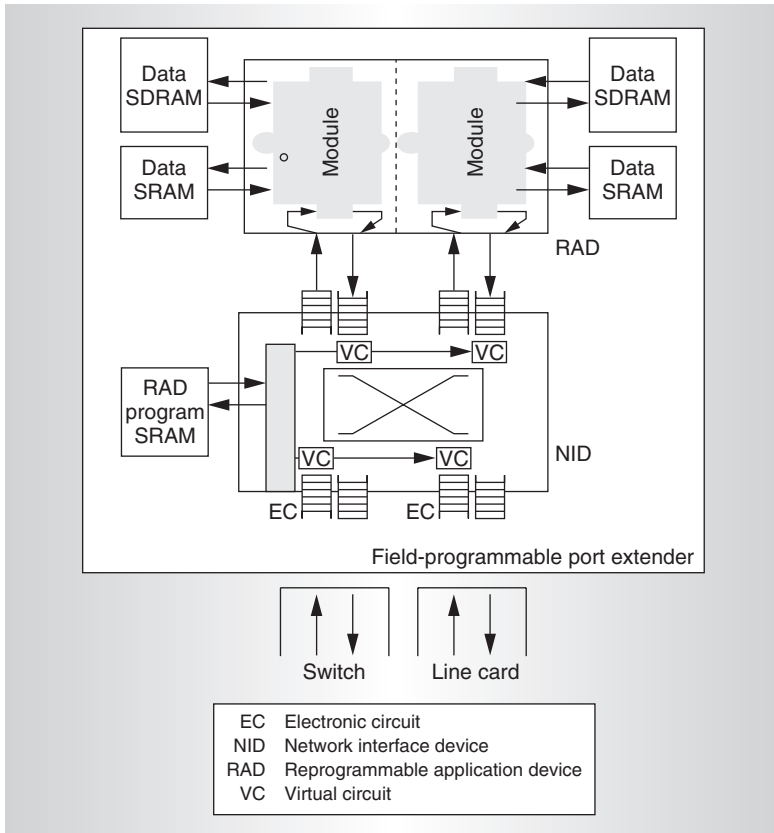 Data
SDRAM
Data
SRAM
Module
Module
Data
SDRAM
Data
SRAM
RAD
RAD
program
SRAM
VC
VC
VC
VC
NID
EC
EC
Field-programmable port extender
Switch
Line card
EC Electronic circuit
NID Network interface device
RAD Reprogrammable application device
VC Virtual circuit